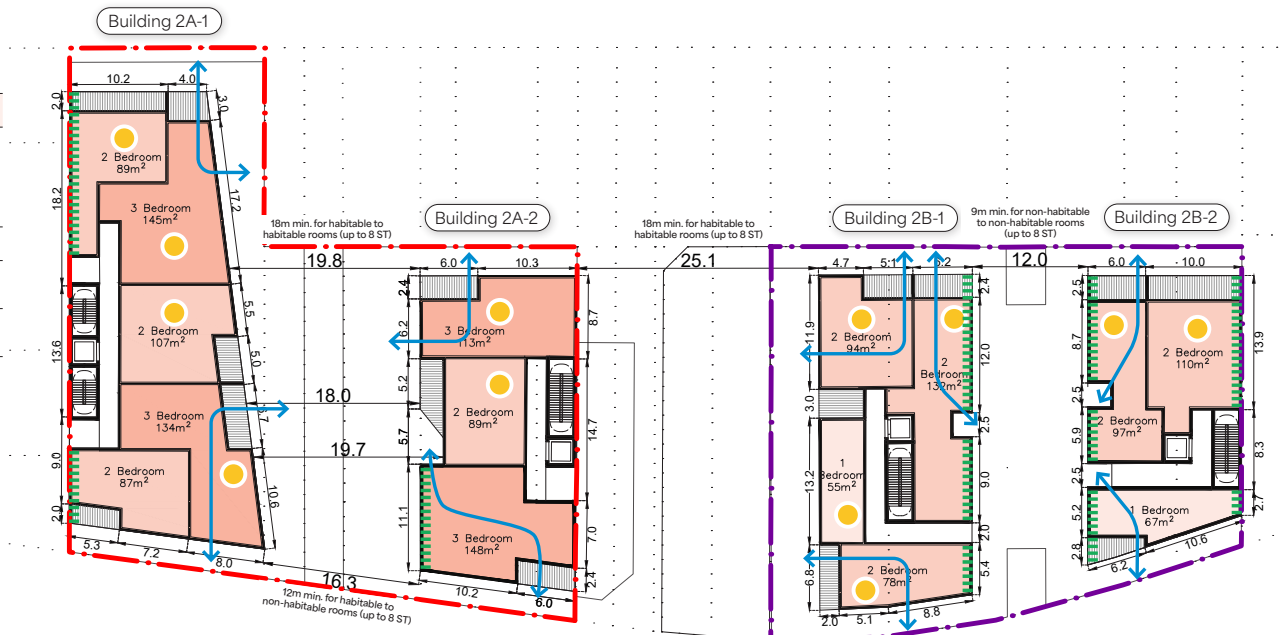 Building 2A-1
10.2
4.0
2.0
3.0
2 Bedroom
89m²
18.2
17.2
3 Bedroom
145m²
2 Bedroom
107m²
13.6
5.5
5.0
3 Bedroom
134m²
9.0
2 Bedroom
87m²
10.6
2.0
5.3
7.2
8.0
18m min. for habitable to
habitable rooms (up to 8 ST)
19.8
18.0
19.7
16.3
12m min. for habitable to
non-habitable rooms (up to 8 ST)
Building 2A-2
6.0
10.3
2.4
6.2
8.7
3 Bedroom
113m²
5.2
2 Bedroom
89m²
5.7
14.7
11.1
3 Bedroom
148m²
7.0
2.4
10.2
6.0
18m min. for habitable to
habitable rooms (up to 8 ST)
25.1
Building 2B-1
4.7
5.1
5.2
2.4
11.9
2 Bedroom
94m²
12.0
2
Bedroom
132m²
3.0
2.5
13.2
1
Bedroom
55m²
9.0
2.0
6.8
2 Bedroom
78m²
5.4
2.0
5.1
8.8
9m min. for non-habitable
to non-habitable rooms
(up to 8 ST)
12.0
Building 2B-2
6.0
10.0
2.5
8.7
13.9
2 Bedroom
110m²
2.5
2 Bedroom
97m²
5.9
8.3
2.5
5.2
1 Bedroom
67m²
2.7
2.8
6.2
10.6